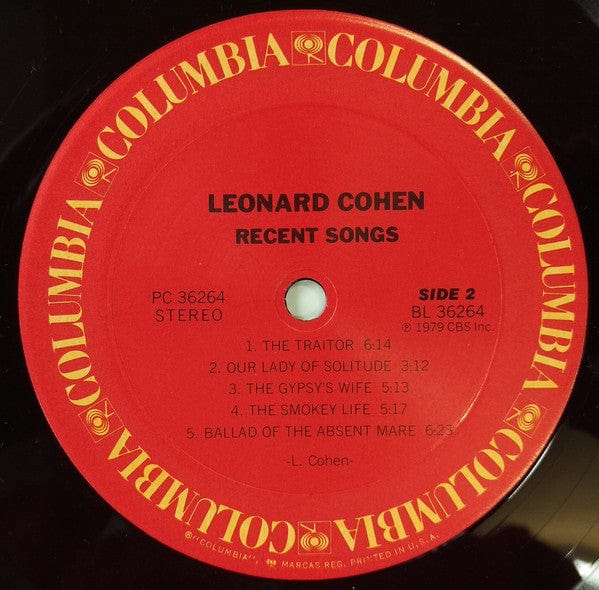 COLUMBIA COLUMBIA COLUMBIA COLUMBIA COLUMBIA COLUMBIA
LEONARD COHEN
RECENT SONGS
PC 36264
STEREO
SIDE 2
BL 36264
℗ 1979 CBS Inc.
1. THE TRAITOR 6:14
2. OUR LADY OF SOLITUDE 3:12
3. THE GYPSY'S WIFE 5:13
4. THE SMOKEY LIFE 5:17
5. BALLAD OF THE ABSENT MARE 6:23
-L. Cohen-
®"COLUMBIA", MARCAS REG. PRINTED IN U.S.A.